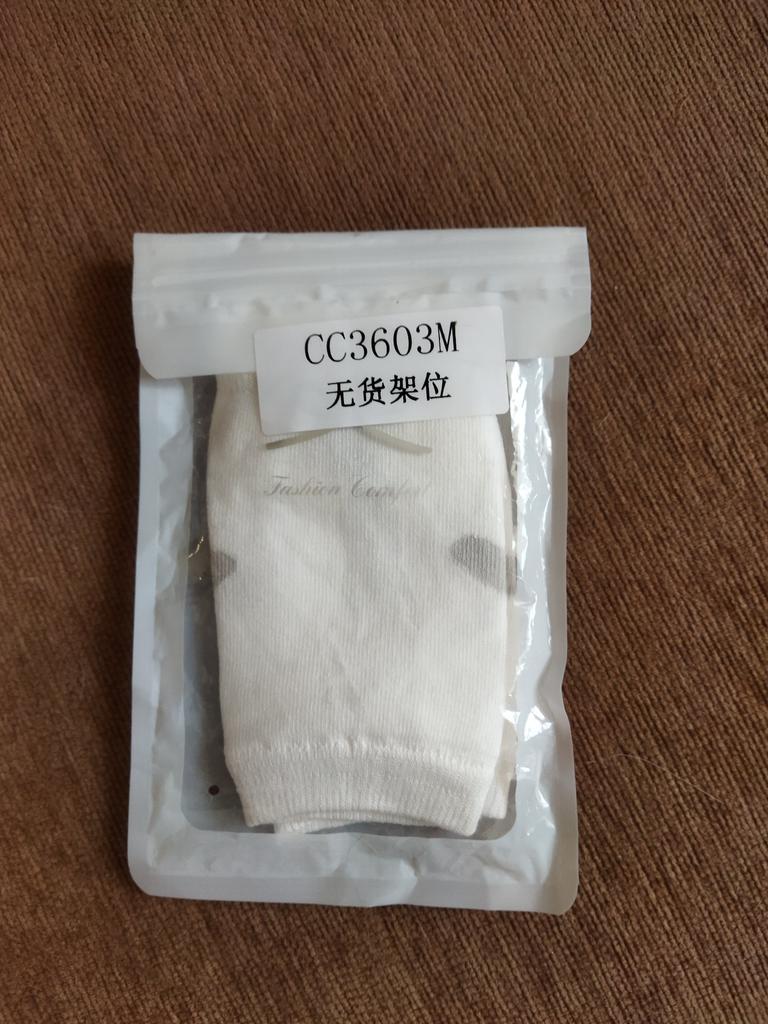 CC3603M
无货架位
Fashion Comfort